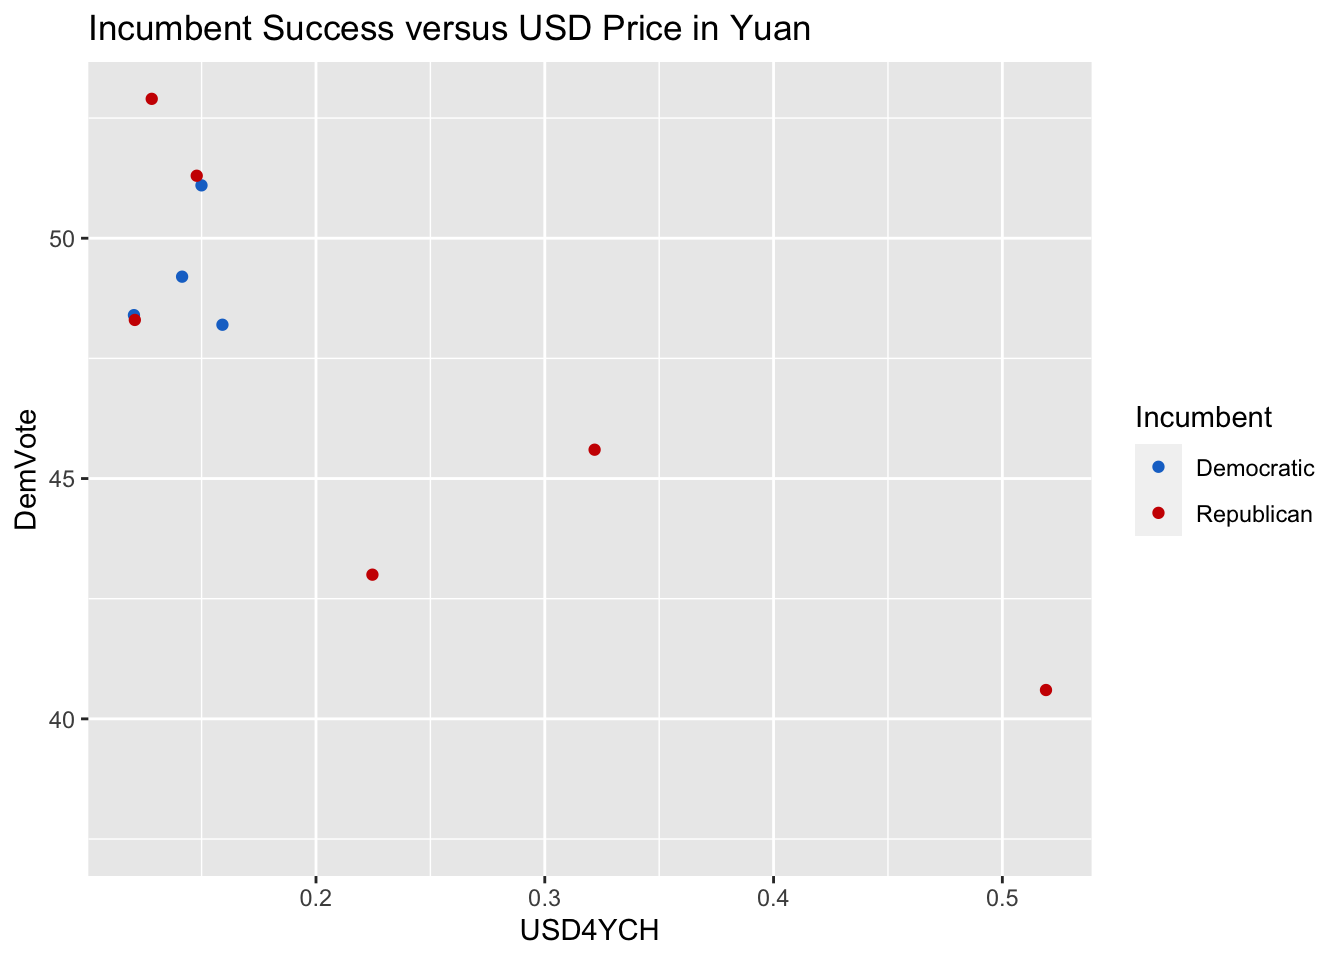 Incumbent Success versus USD Price in Yuan
50
45
40
DemVote
0.2 0.3 0.4 0.5
USD4YCH
Incumbent
Democratic
Republican